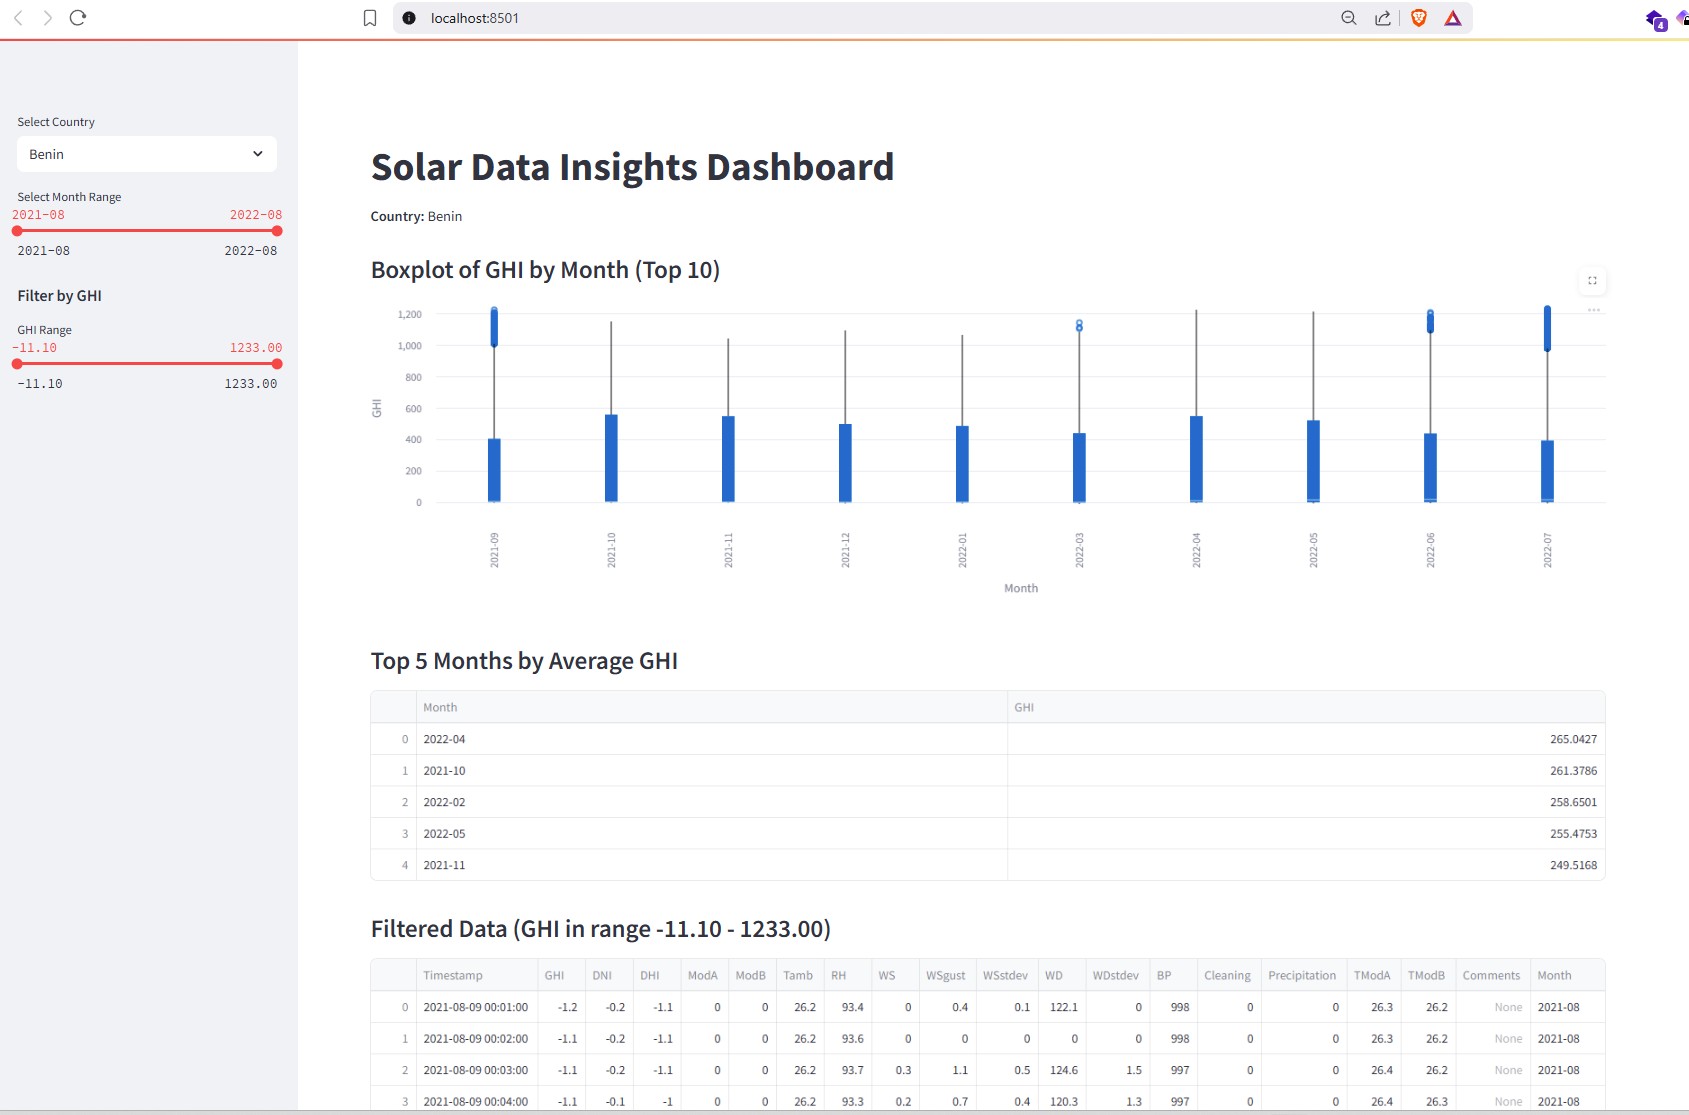 localhost:8501
4
Select Country
Benin
Select Month Range
2021-08 2022-08
2021-08 2022-08
Filter by GHI
GHI Range
-11.10 1233.00
-11.10 1233.00
Solar Data Insights Dashboard
Country: Benin
Boxplot of GHI by Month (Top 10)
1,200
1,000
800
600
400
200
0
GHI
2021-09 2021-10 2021-11 2021-12 2022-01 2022-03 2022-04 2022-05 2022-06 2022-07
Month
Top 5 Months by Average GHI
Month GHI
0 2022-04 265.0427
1 2021-10 261.3786
2 2022-02 258.6501
3 2022-05 255.4753
4 2021-11 249.5168
Filtered Data (GHI in range -11.10 - 1233.00)
Timestamp GHI DNI DHI ModA ModB Tamb RH WS WSgust WSstdev WD WDstdev BP Cleaning Precipitation TModA TModB Comments Month
0 2021-08-09 00:01:00 -1.2 -0.2 -1.1 0 0 26.2 93.4 0 0.4 0.1 122.1 0 998 0 0 26.3 26.2 None 2021-08
1 2021-08-09 00:02:00 -1.1 -0.2 -1.1 0 0 26.2 93.6 0 0 0 0 0 998 0 0 26.3 26.2 None 2021-08
2 2021-08-09 00:03:00 -1.1 -0.2 -1.1 0 0 26.2 93.7 0.3 1.1 0.5 124.6 1.5 997 0 0 26.4 26.2 None 2021-08
3 2021-08-09 00:04:00 -1.1 -0.1 -1 0 0 26.2 93.3 0.2 0.7 0.4 120.3 1.3 997 0 0 26.4 26.3 None 2021-08